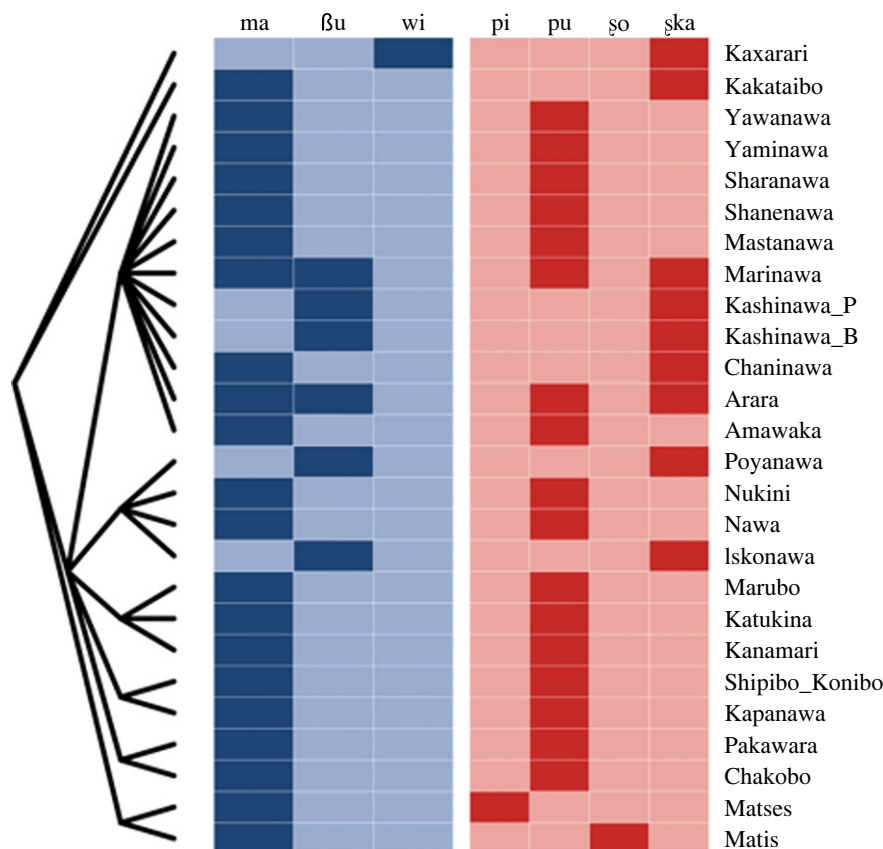 ma ßu wi pi pu ʂo ʂka
Kaxarari
Kakataibo
Yawanawa
Yaminawa
Sharanawa
Shanenawa
Mastanawa
Marinawa
Kashinawa_P
Kashinawa_B
Chaninawa
Arara
Amawaka
Poyanawa
Nukini
Nawa
lskonawa
Marubo
Katukina
Kanamari
Shipibo_Konibo
Kapanawa
Pakawara
Chakobo
Matses
Matis